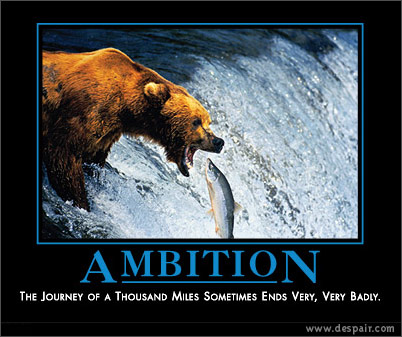 AMBITION
THE JOURNEY OF A THOUSAND MILES SOMETIMES ENDS VERY, VERY BADLY.
www.despair.com